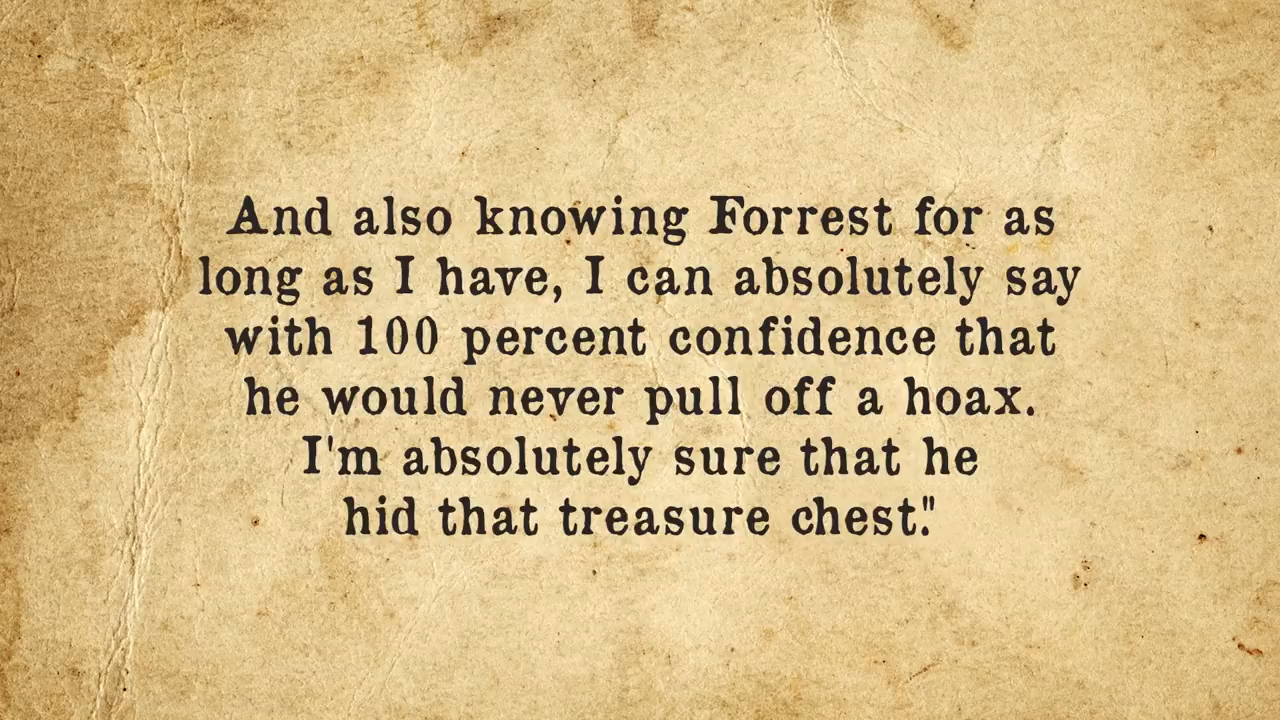 And also knowing Forrest for as
long as I have, I can absolutely say
with 100 percent confidence that
he would never pull off a hoax.
I'm absolutely sure that he
hid that treasure chest."